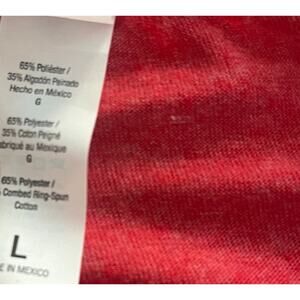 65% Poliéster /
35% Algodón Peinado
Hecho en México
G
65% Polyester /
35% Coton Peigné
abriqué au Mexique
G
65% Polyester /
Combed Ring-Spun
Cotton
L
E IN MEXICO